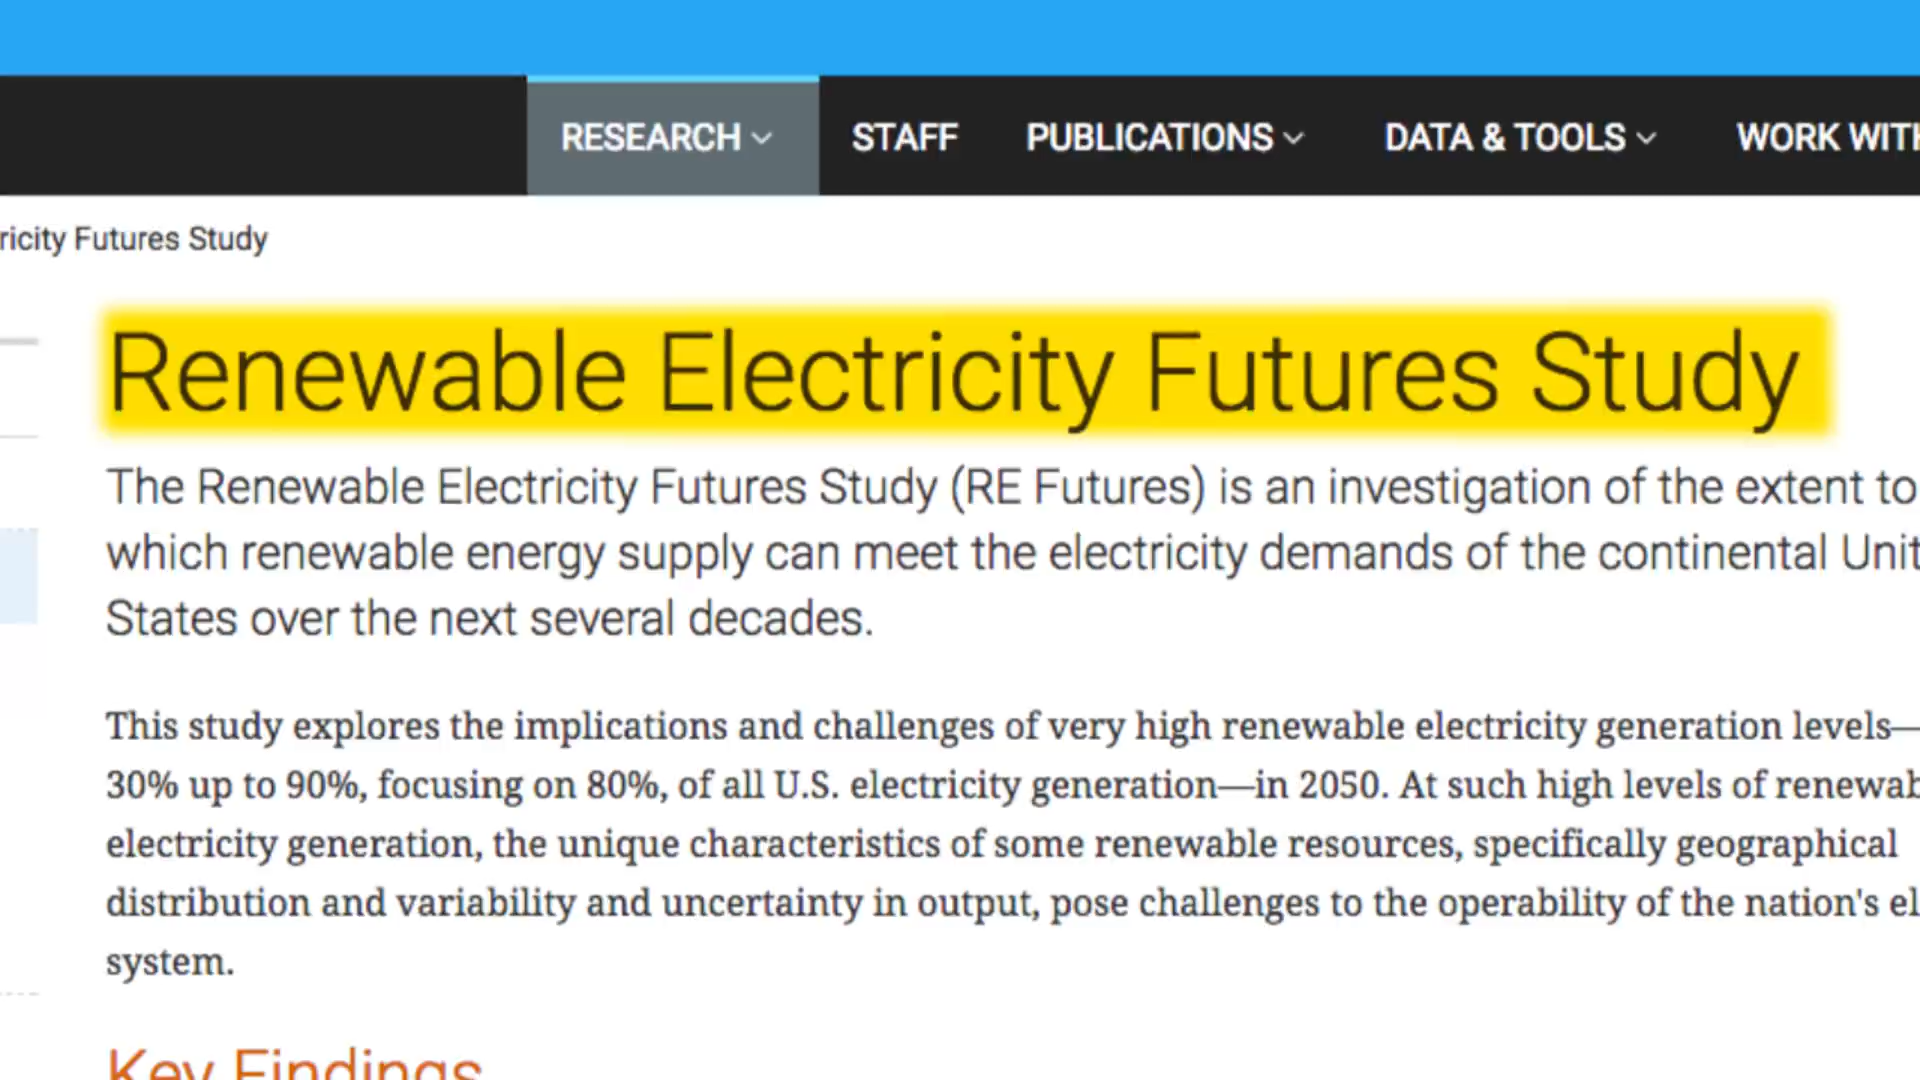 RESEARCH STAFF PUBLICATIONS DATA & TOOLS WORK WITH
ricity Futures Study
Renewable Electricity Futures Study
The Renewable Electricity Futures Study (RE Futures) is an investigation of the extent to
which renewable energy supply can meet the electricity demands of the continental Unit
States over the next several decades.
This study explores the implications and challenges of very high renewable electricity generation levels—
30% up to 90%, focusing on 80%, of all U.S. electricity generation—in 2050. At such high levels of renewab
electricity generation, the unique characteristics of some renewable resources, specifically geographical
distribution and variability and uncertainty in output, pose challenges to the operability of the nation's el
system.
Key Findings